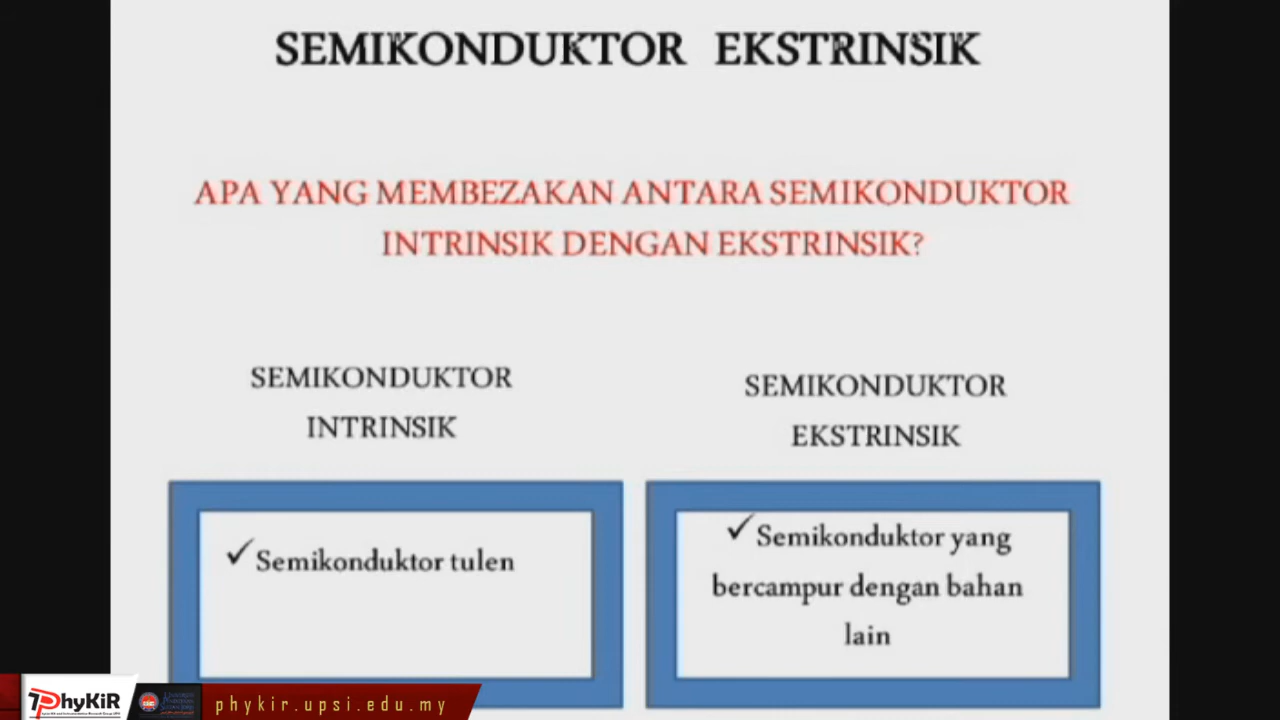 SEMIKONDUKTOR EKSTRINSIK
APA YANG MEMBEZAKAN ANTARA SEMIKONDUKTOR
INTRINSIK DENGAN EKSTRINSIK?
SEMIKONDUKTOR
INTRINSIK
SEMIKONDUKTOR
EKSTRINSIK
✓Semikonduktor tulen
✓Semikonduktor yang
bercampur dengan bahan
lain
PhyKiR
phykir.upsi.edu.my